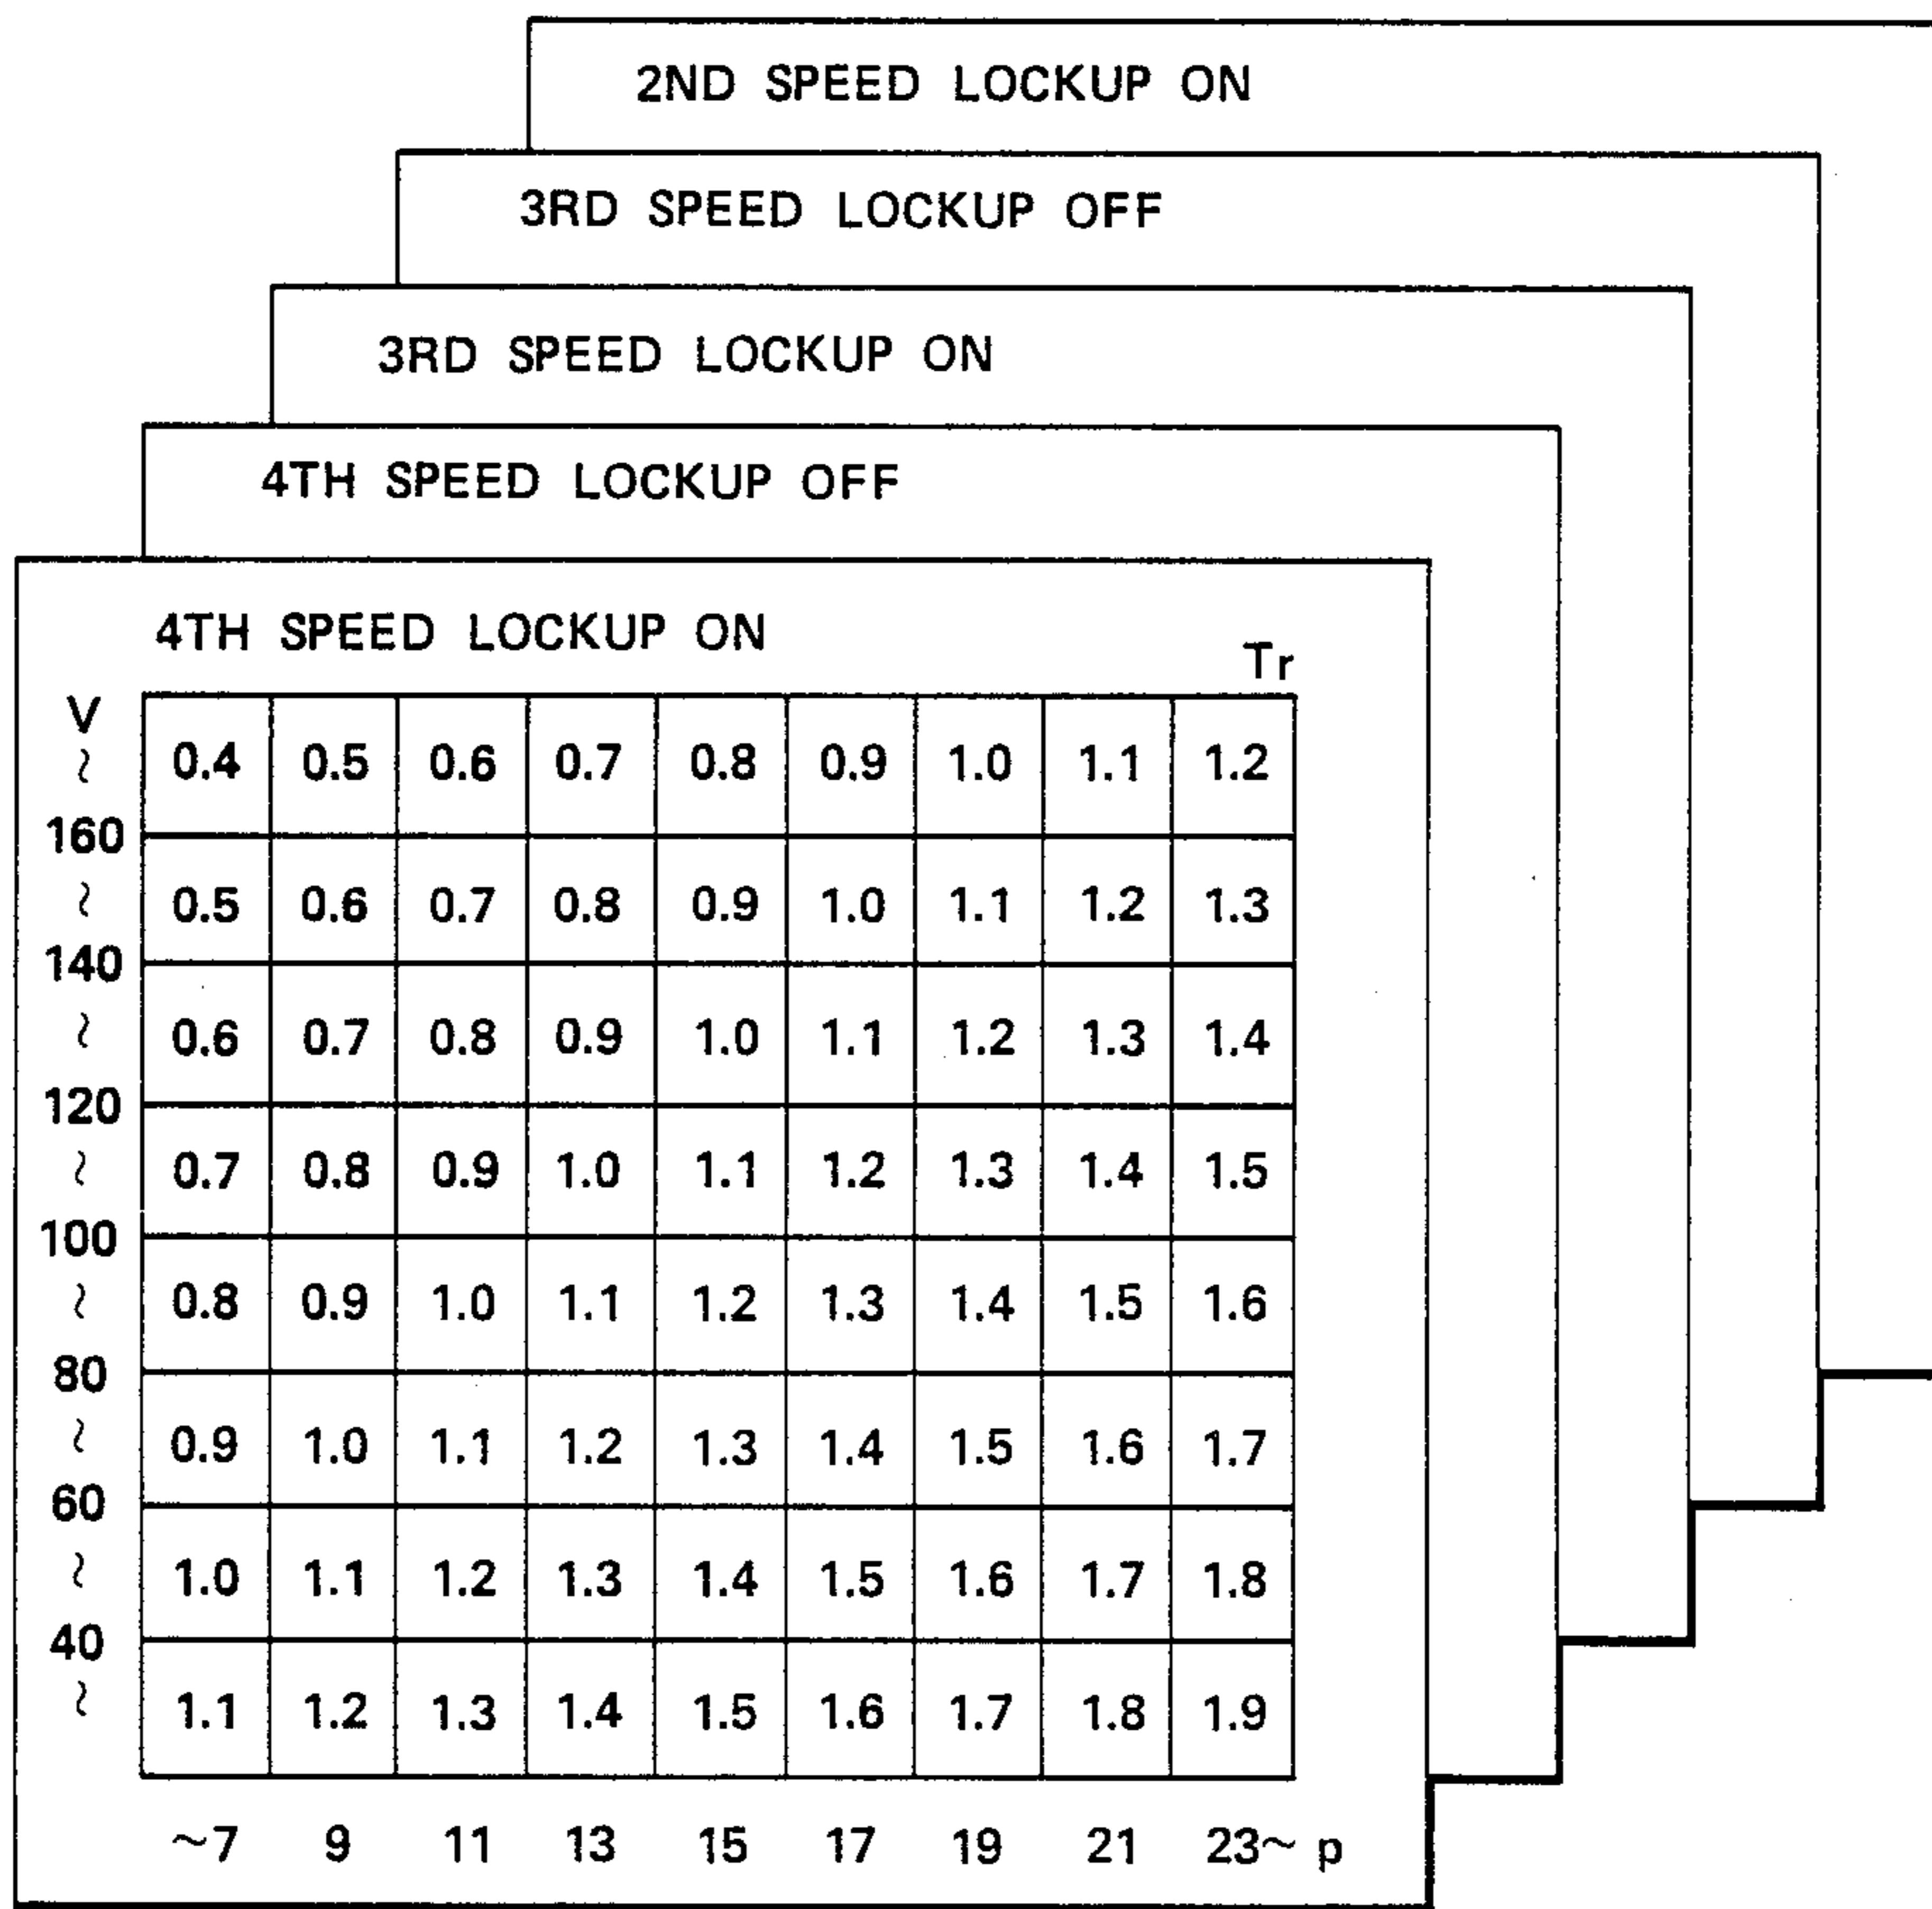 2ND SPEED LOCKUP ON
3RD SPEED LOCKUP OFF
3RD SPEED LOCKUP ON
4TH SPEED LOCKUP OFF
4TH SPEED LOCKUP ON
Tr
V
~ 0.4 0.5 0.6 0.7 0.8 0.9 1.0 1.1 1.2
160
~ 0.5 0.6 0.7 0.8 0.9 1.0 1.1 1.2 1.3
140
~ 0.6 0.7 0.8 0.9 1.0 1.1 1.2 1.3 1.4
120
~ 0.7 0.8 0.9 1.0 1.1 1.2 1.3 1.4 1.5
100
~ 0.8 0.9 1.0 1.1 1.2 1.3 1.4 1.5 1.6
80
~ 0.9 1.0 1.1 1.2 1.3 1.4 1.5 1.6 1.7
60
~ 1.0 1.1 1.2 1.3 1.4 1.5 1.6 1.7 1.8
40
~ 1.1 1.2 1.3 1.4 1.5 1.6 1.7 1.8 1.9
~7 9 11 13 15 17 19 21 23~ p